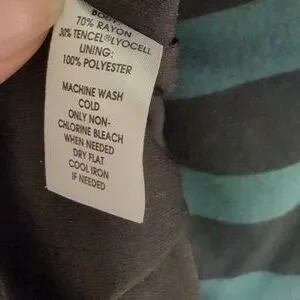 BODY:
70% RAYON
30% TENCEL®LYOCELL
LINING:
100% POLYESTER
MACHINE WASH
COLD
ONLY NON-
CHLORINE BLEACH
WHEN NEEDED
DRY FLAT
COOL IRON
IF NEEDED